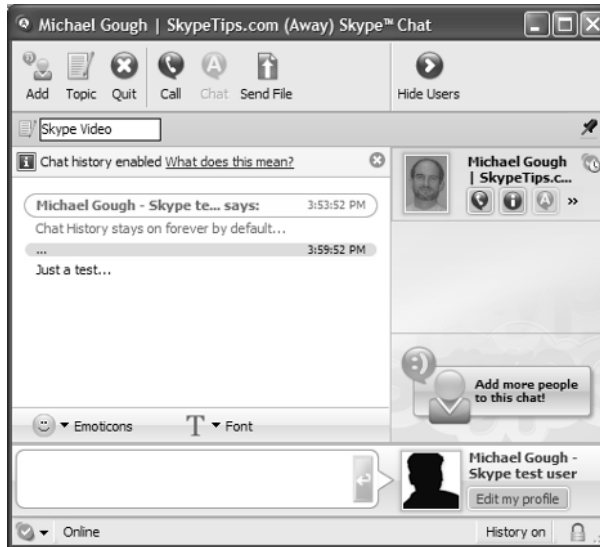 Michael Gough | SkypeTips.com (Away) Skype™ Chat
Add Topic Quit Call Chat Send File Hide Users
Skype Video
Chat history enabled What does this mean?
Michael Gough - Skype te... says: 3:53:52 PM
Chat History stays on forever by default...
... 3:59:52 PM
Just a test...
Michael Gough
| SkypeTips.c...
»
Add more people
to this chat!
Emoticons T Font
Michael Gough -
Skype test user
Edit my profile
Online History on